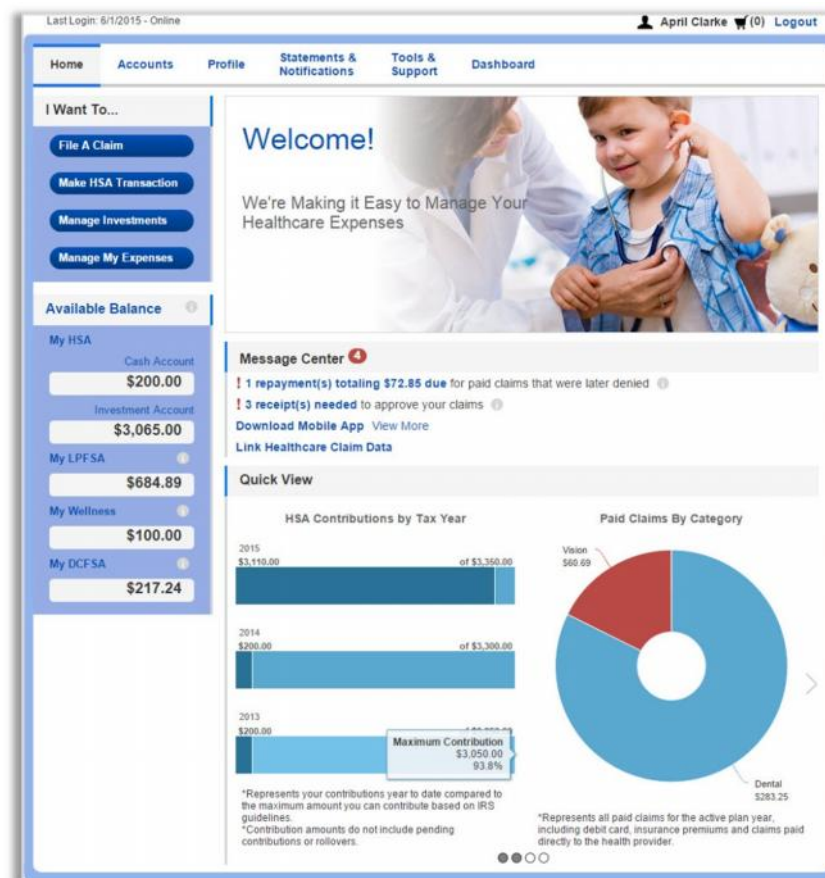 Last Login: 6/1/2015 - Online
April Clarke (0) Logout
Home Accounts Profile Statements & Notifications Tools & Support Dashboard
I Want To...
File A Claim
Make HSA Transaction
Manage Investments
Manage My Expenses
Available Balance
My HSA
Cash Account
$200.00
Investment Account
$3,065.00
My LPFSA
$684.89
My Wellness
$100.00
My DCFSA
$217.24
Welcome!
We're Making it Easy to Manage Your
Healthcare Expenses
Message Center 4
! 1 repayment(s) totaling $72.85 due for paid claims that were later denied
! 3 receipt(s) needed to approve your claims
Download Mobile App View More
Link Healthcare Claim Data
Quick View
HSA Contributions by Tax Year
2015
$3,110.00 of $3,350.00
2014
$200.00 of $3,300.00
2013
$200.00
Maximum Contribution
$3,050.00
93.8%
*Represents your contributions year to date compared to
the maximum amount you can contribute based on IRS
guidelines.
*Contribution amounts do not include pending
contributions or rollovers.
Paid Claims By Category
Vision
$60.69
Dental
$283.25
*Represents all paid claims for the active plan year,
including debit card, insurance premiums and claims paid
directly to the health provider.